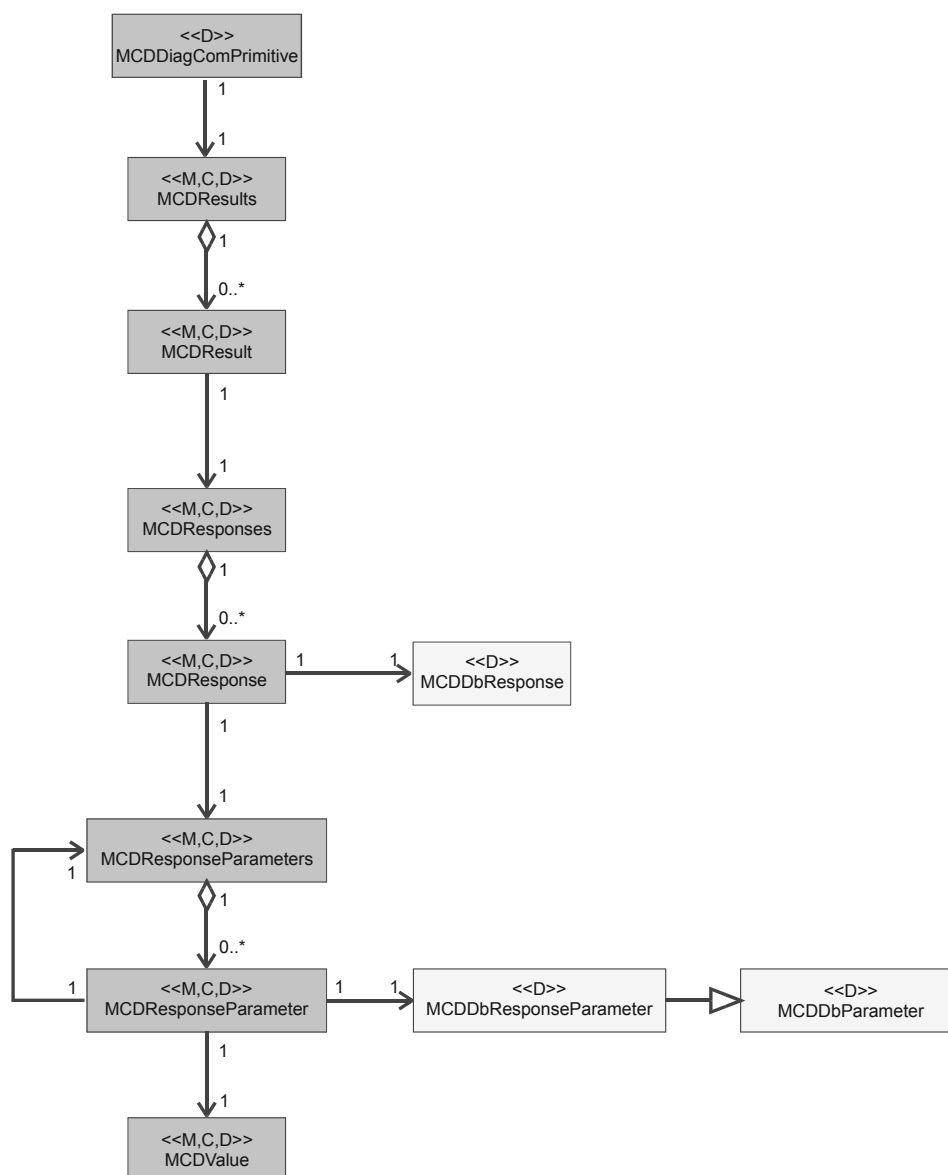 <<D>>
MCDDiagComPrimitive
1
1
<<M,C,D>>
MCDResults
1
0..*
<<M,C,D>>
MCDResult
1
1
<<M,C,D>>
MCDResponses
1
0..*
<<M,C,D>>
MCDResponse
1
1
<<D>>
MCDDbResponse
1
1
<<M,C,D>>
MCDResponseParameters
1
1
0..*
1
<<M,C,D>>
MCDResponseParameter
1
1
<<D>>
MCDDbResponseParameter
<<D>>
MCDDbParameter
1
1
<<M,C,D>>
MCDValue